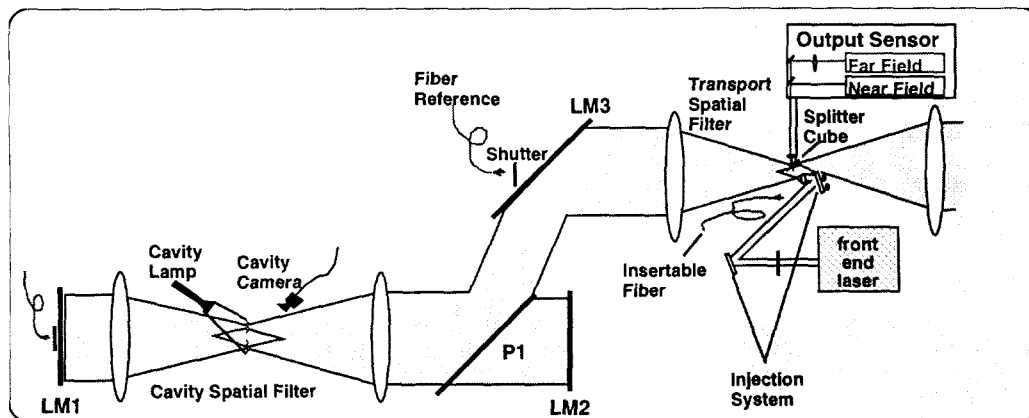 Output Sensor
Far Field
Near Field
Fiber
Reference
LM3
Transport
Spatial
Filter
Splitter
Cube
Shutter
Cavity
Lamp
Cavity
Camera
Insertable
Fiber
front
end
laser
P1
Cavity Spatial Filter
Injection
System
LM1
LM2